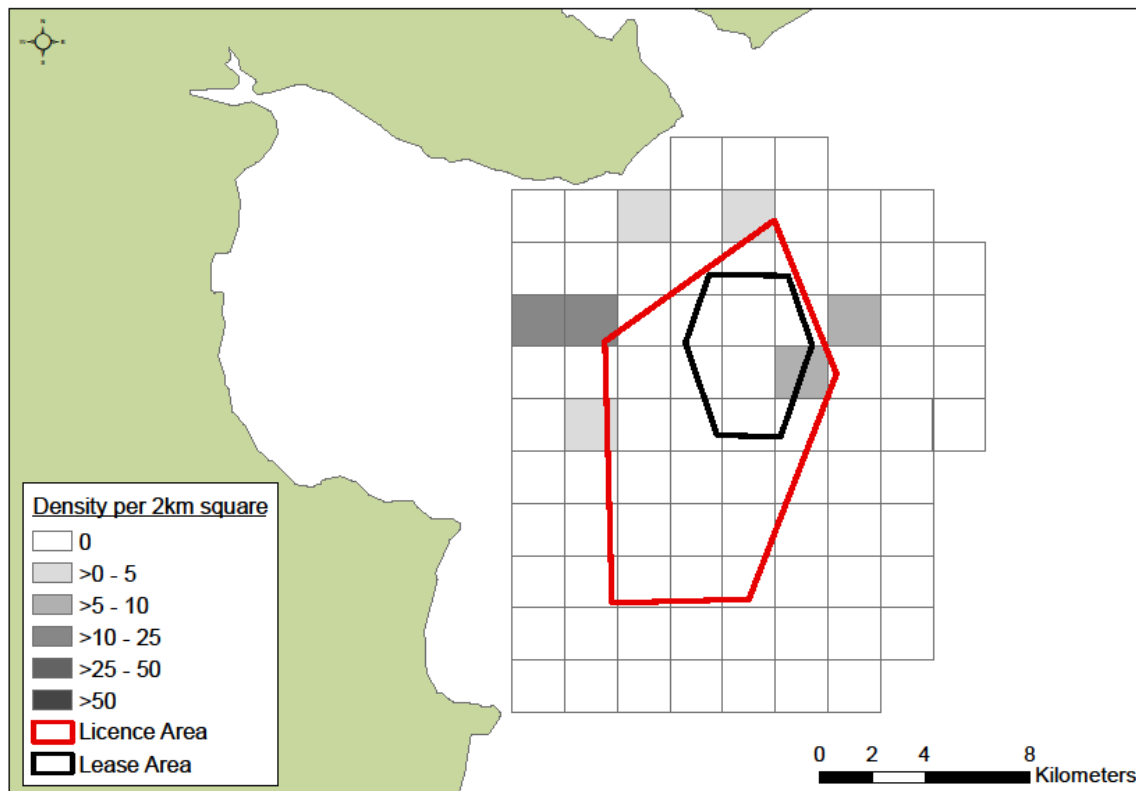 N
W
E
S
Density per 2km square
0
>0 - 5
>5 - 10
>10 - 25
>25 - 50
>50
Licence Area
Lease Area
0 2 4 8
Kilometers